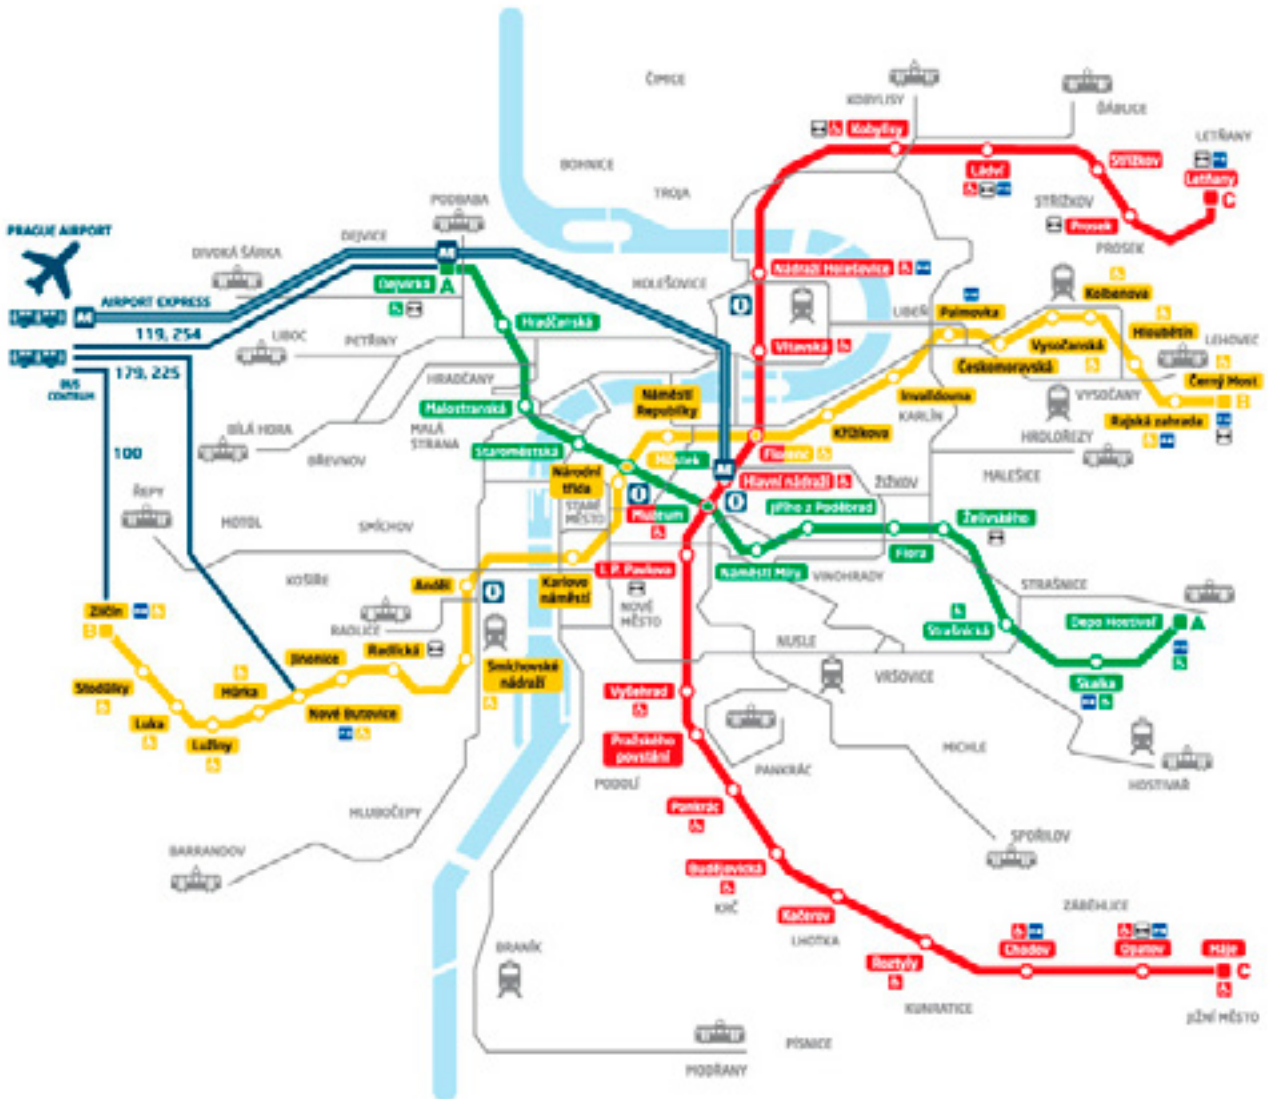 ČIMICE
KOBYLISY
ĎÁBLICE
LETŇANY
Kobylisy
Ládví
Střížkov
Letňany
C
BOHNICE
TROJA
STŘÍŽKOV
Prosek
PROSEK
PODBABA
PRAGUE AIRPORT
DEJVICE
DIVOKÁ ŠÁRKA
AE
Dejvická
A
HOLEŠOVICE
Nádraží Holešovice
Kolbenova
AIRPORT EXPRESS
AE
119, 254
Hradčanská
LIBEŇ
Palmovka
Hloubětín
LEHOVEC
LIBOC
PETŘINY
Vltavská
Vysočanská
Českomoravská
179, 225
BUS
CENTRUM
HRADČANY
Náměstí
Republiky
Invalidovna
VYSOČANY
Černý Most
B
Malostranská
MALÁ
STRANA
KARLÍN
Křižíkova
Rajská zahrada
BÍLÁ HORA
BŘEVNOV
Staroměstská
Můstek
Florenc
HRDLOŘEZY
100
Národní
třída
AE
Hlavní nádraží
ŽIŽKOV
MALEŠICE
ŘEPY
MOTOL
SMÍCHOV
STARÉ
MĚSTO
Muzeum
Jiřího z Poděbrad
Želivského
Flora
KOŠÍŘE
Anděl
Karlovo
náměstí
I. P. Pavlova
Náměstí Míru
VINOHRADY
STRAŠNICE
Zličín
B
RADLICE
NOVÉ
MĚSTO
NUSLE
Strašnická
Depo Hostivař
A
Jinonice
Radlická
Smíchovské
nádraží
VRŠOVICE
Skalka
Stodůlky
Hůrka
Nové Butovice
Vyšehrad
Luka
Lužiny
Pražského
povstání
MICHLE
PODOLÍ
PANKRÁC
HOSTIVAŘ
HLUBOČEPY
Pankrác
BARRANDOV
SPOŘILOV
Budějovická
KRČ
Kačerov
ZÁBĚHLICE
LHOTKA
BRANÍK
Roztyly
Chodov
Opatov
Háje
C
KUNRATICE
JIŽNÍ MĚSTO
PÍSNICE
MODŘANY